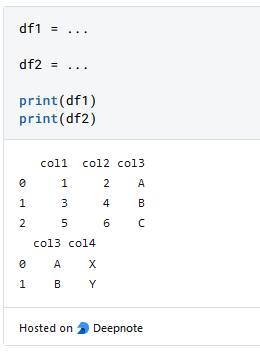 df1 = ...
df2 = ...
print(df1)
print(df2)
   col1  col2 col3
0     1     2    A
1     3     4    B
2     5     6    C
  col3 col4
0    A    X
1    B    Y
Hosted on Deepnote